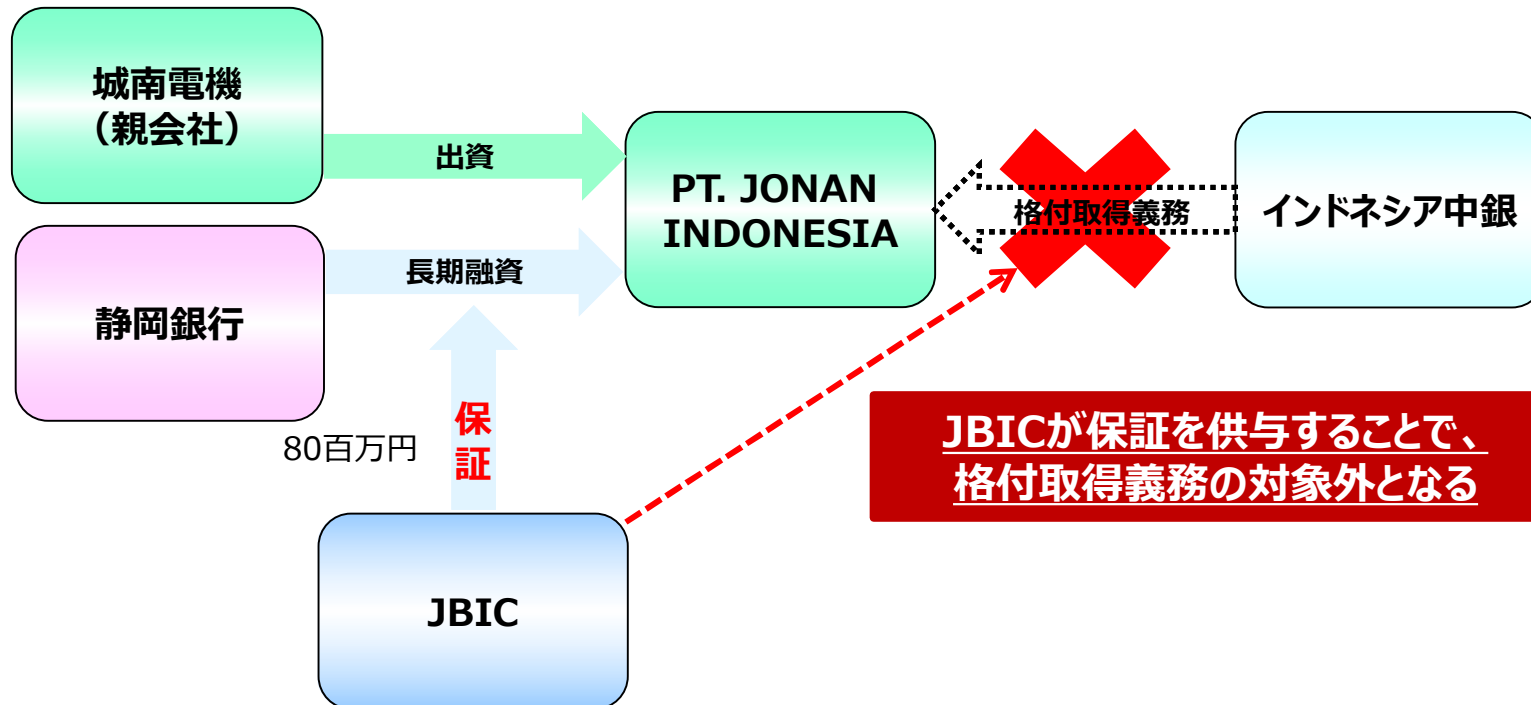 城南電機
（親会社）
出資
PT. JONAN
INDONESIA
格付取得義務
インドネシア中銀
長期融資
静岡銀行
80百万円
保
証
JBICが保証を供与することで、
格付取得義務の対象外となる
JBIC